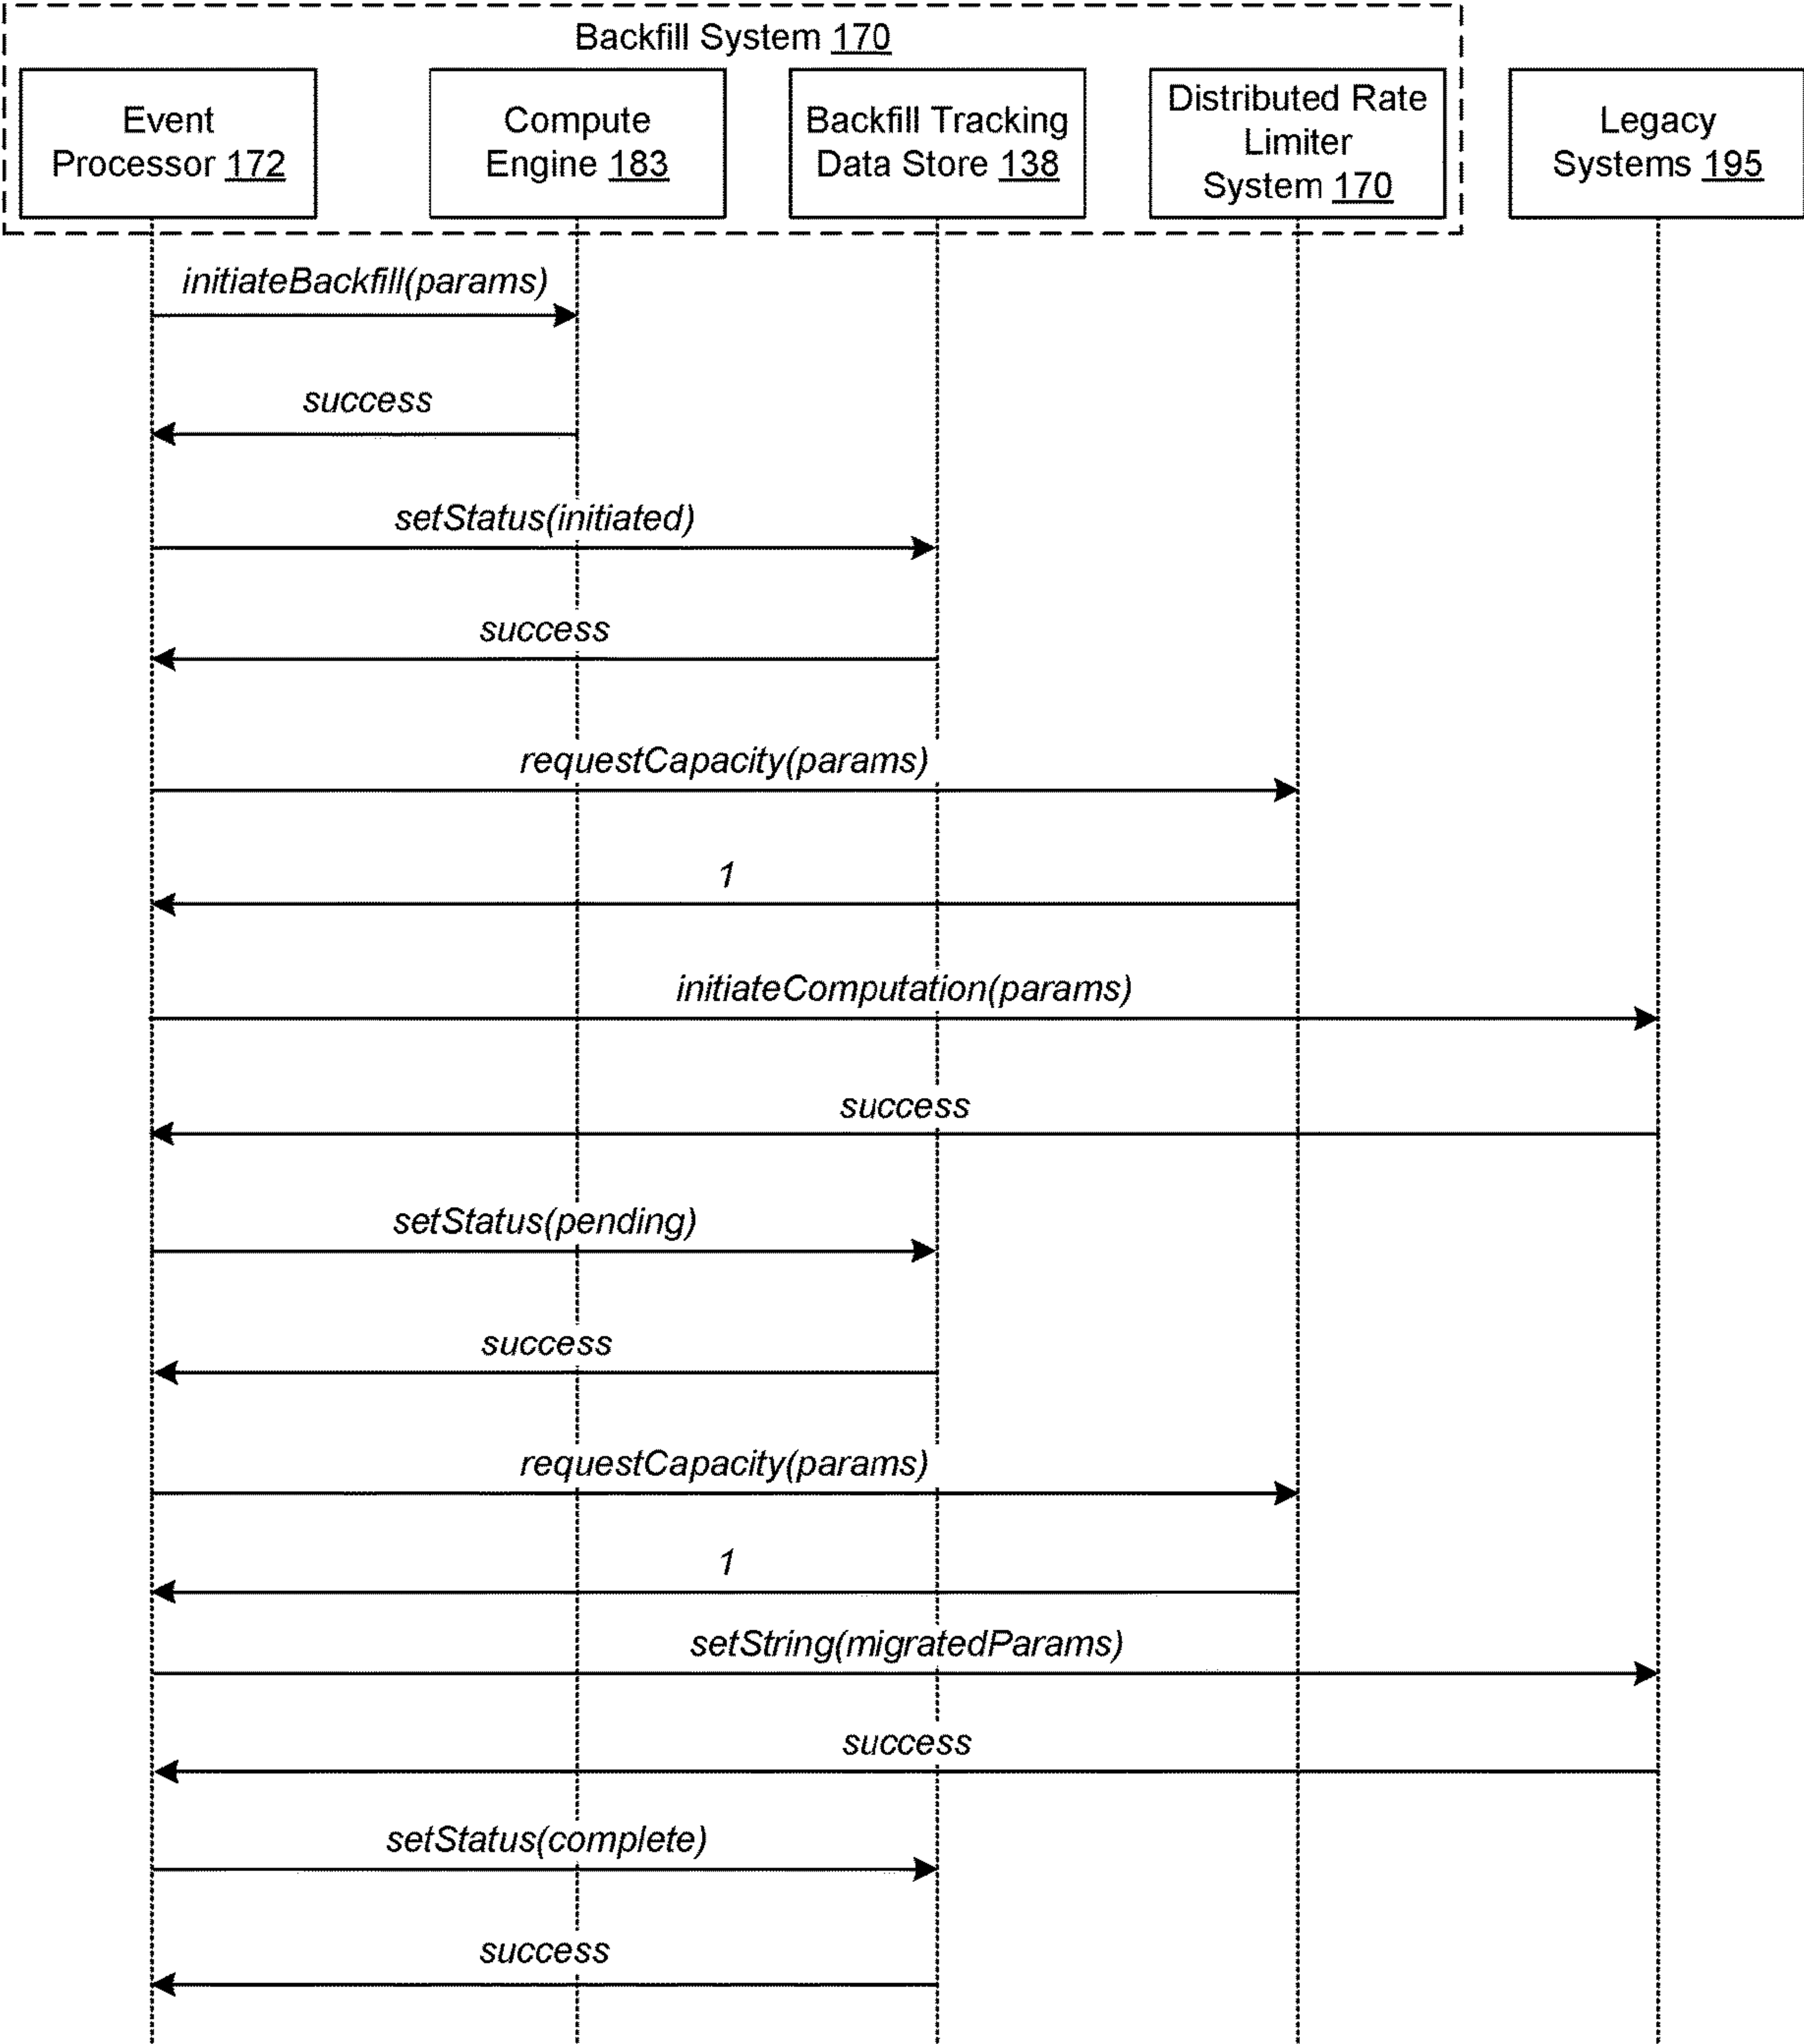 Backfill System 170
Event
Processor 172
Compute
Engine 183
Backfill Tracking
Data Store 138
Distributed Rate
Limiter
System 170
Legacy
Systems 195
initiateBackfill(params)
success
setStatus(initiated)
success
requestCapacity(params)
1
initiateComputation(params)
success
setStatus(pending)
success
requestCapacity(params)
1
setString(migratedParams)
success
setStatus(complete)
success